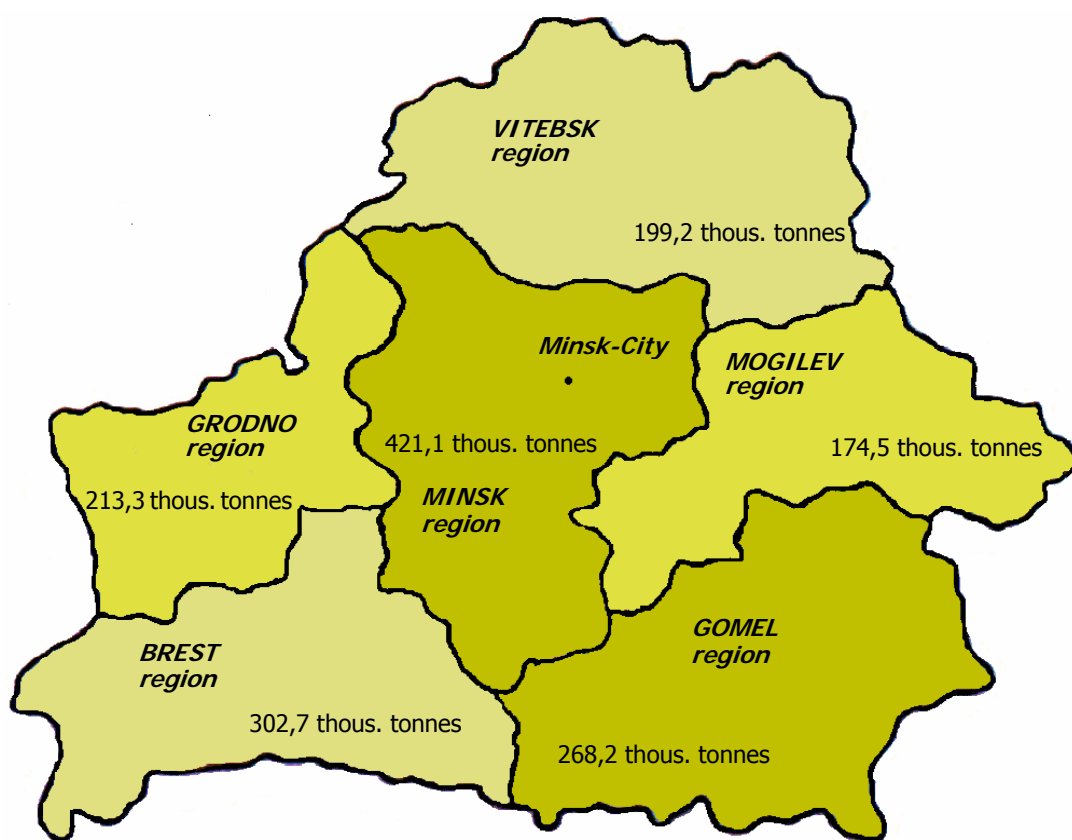 VITEBSK
region
199,2 thous. tonnes
Minsk-City
MOGILEV
region
GRODNO
region
421,1 thous. tonnes
174,5 thous. tonnes
213,3 thous. tonnes
MINSK
region
GOMEL
region
BREST
region
302,7 thous. tonnes
268,2 thous. tonnes